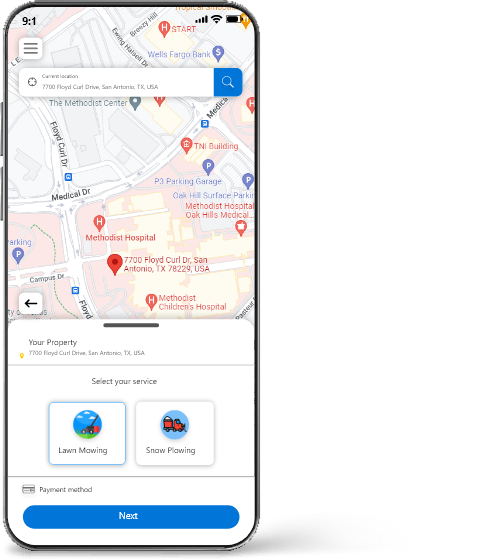 Tropical Smoothie
9:1
Breezy Hill
START
Ewing Halsell Dr
Wells Fargo Bank
Current location
7700 Floyd Curl Drive, San Antonio, TX, USA
The Methodist Center
Floyd Curl Dr
TNI Building
P3 Parking Garage
Medical Dr
Oak Hill Surface Parkin
Methodist Hospital
Oak Hills Medical...
Methodist Hospital
arking
7700 Floyd Curl Dr, San
Antonio, TX 78229, USA
Campus Dr
Methodist
Children's Hospital
Floyd
Your Property
7700 Floyd Curl Drive, San Antonio, TX, USA
Select your service
Lawn Mowing
Snow Plowing
Payment method
Next